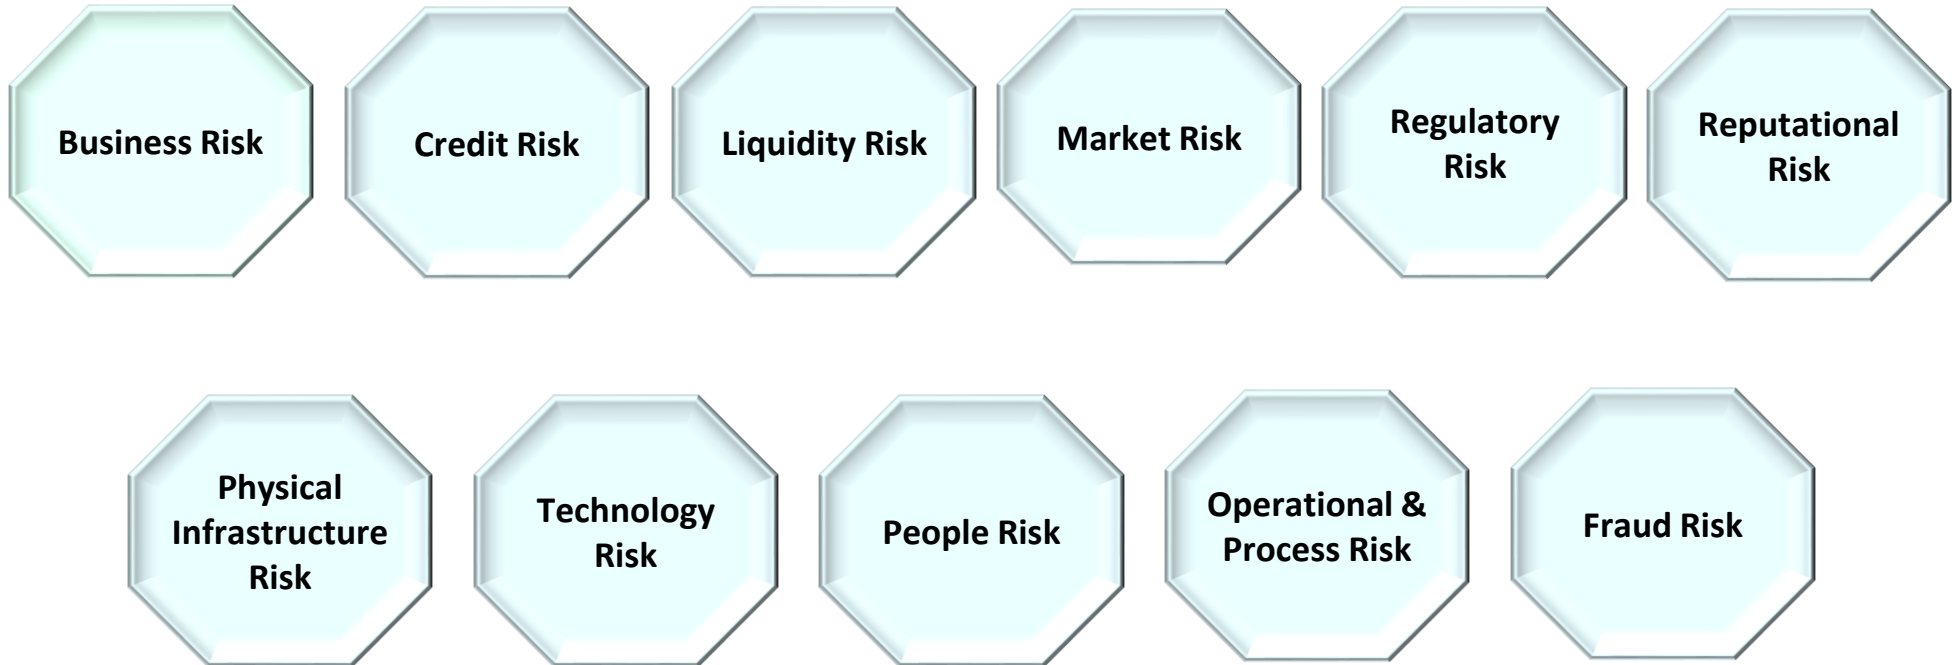 Business Risk
Credit Risk
Liquidity Risk
Market Risk
Regulatory
Risk
Reputational
Risk
Physical
Infrastructure
Risk
Technology
Risk
People Risk
Operational &
Process Risk
Fraud Risk